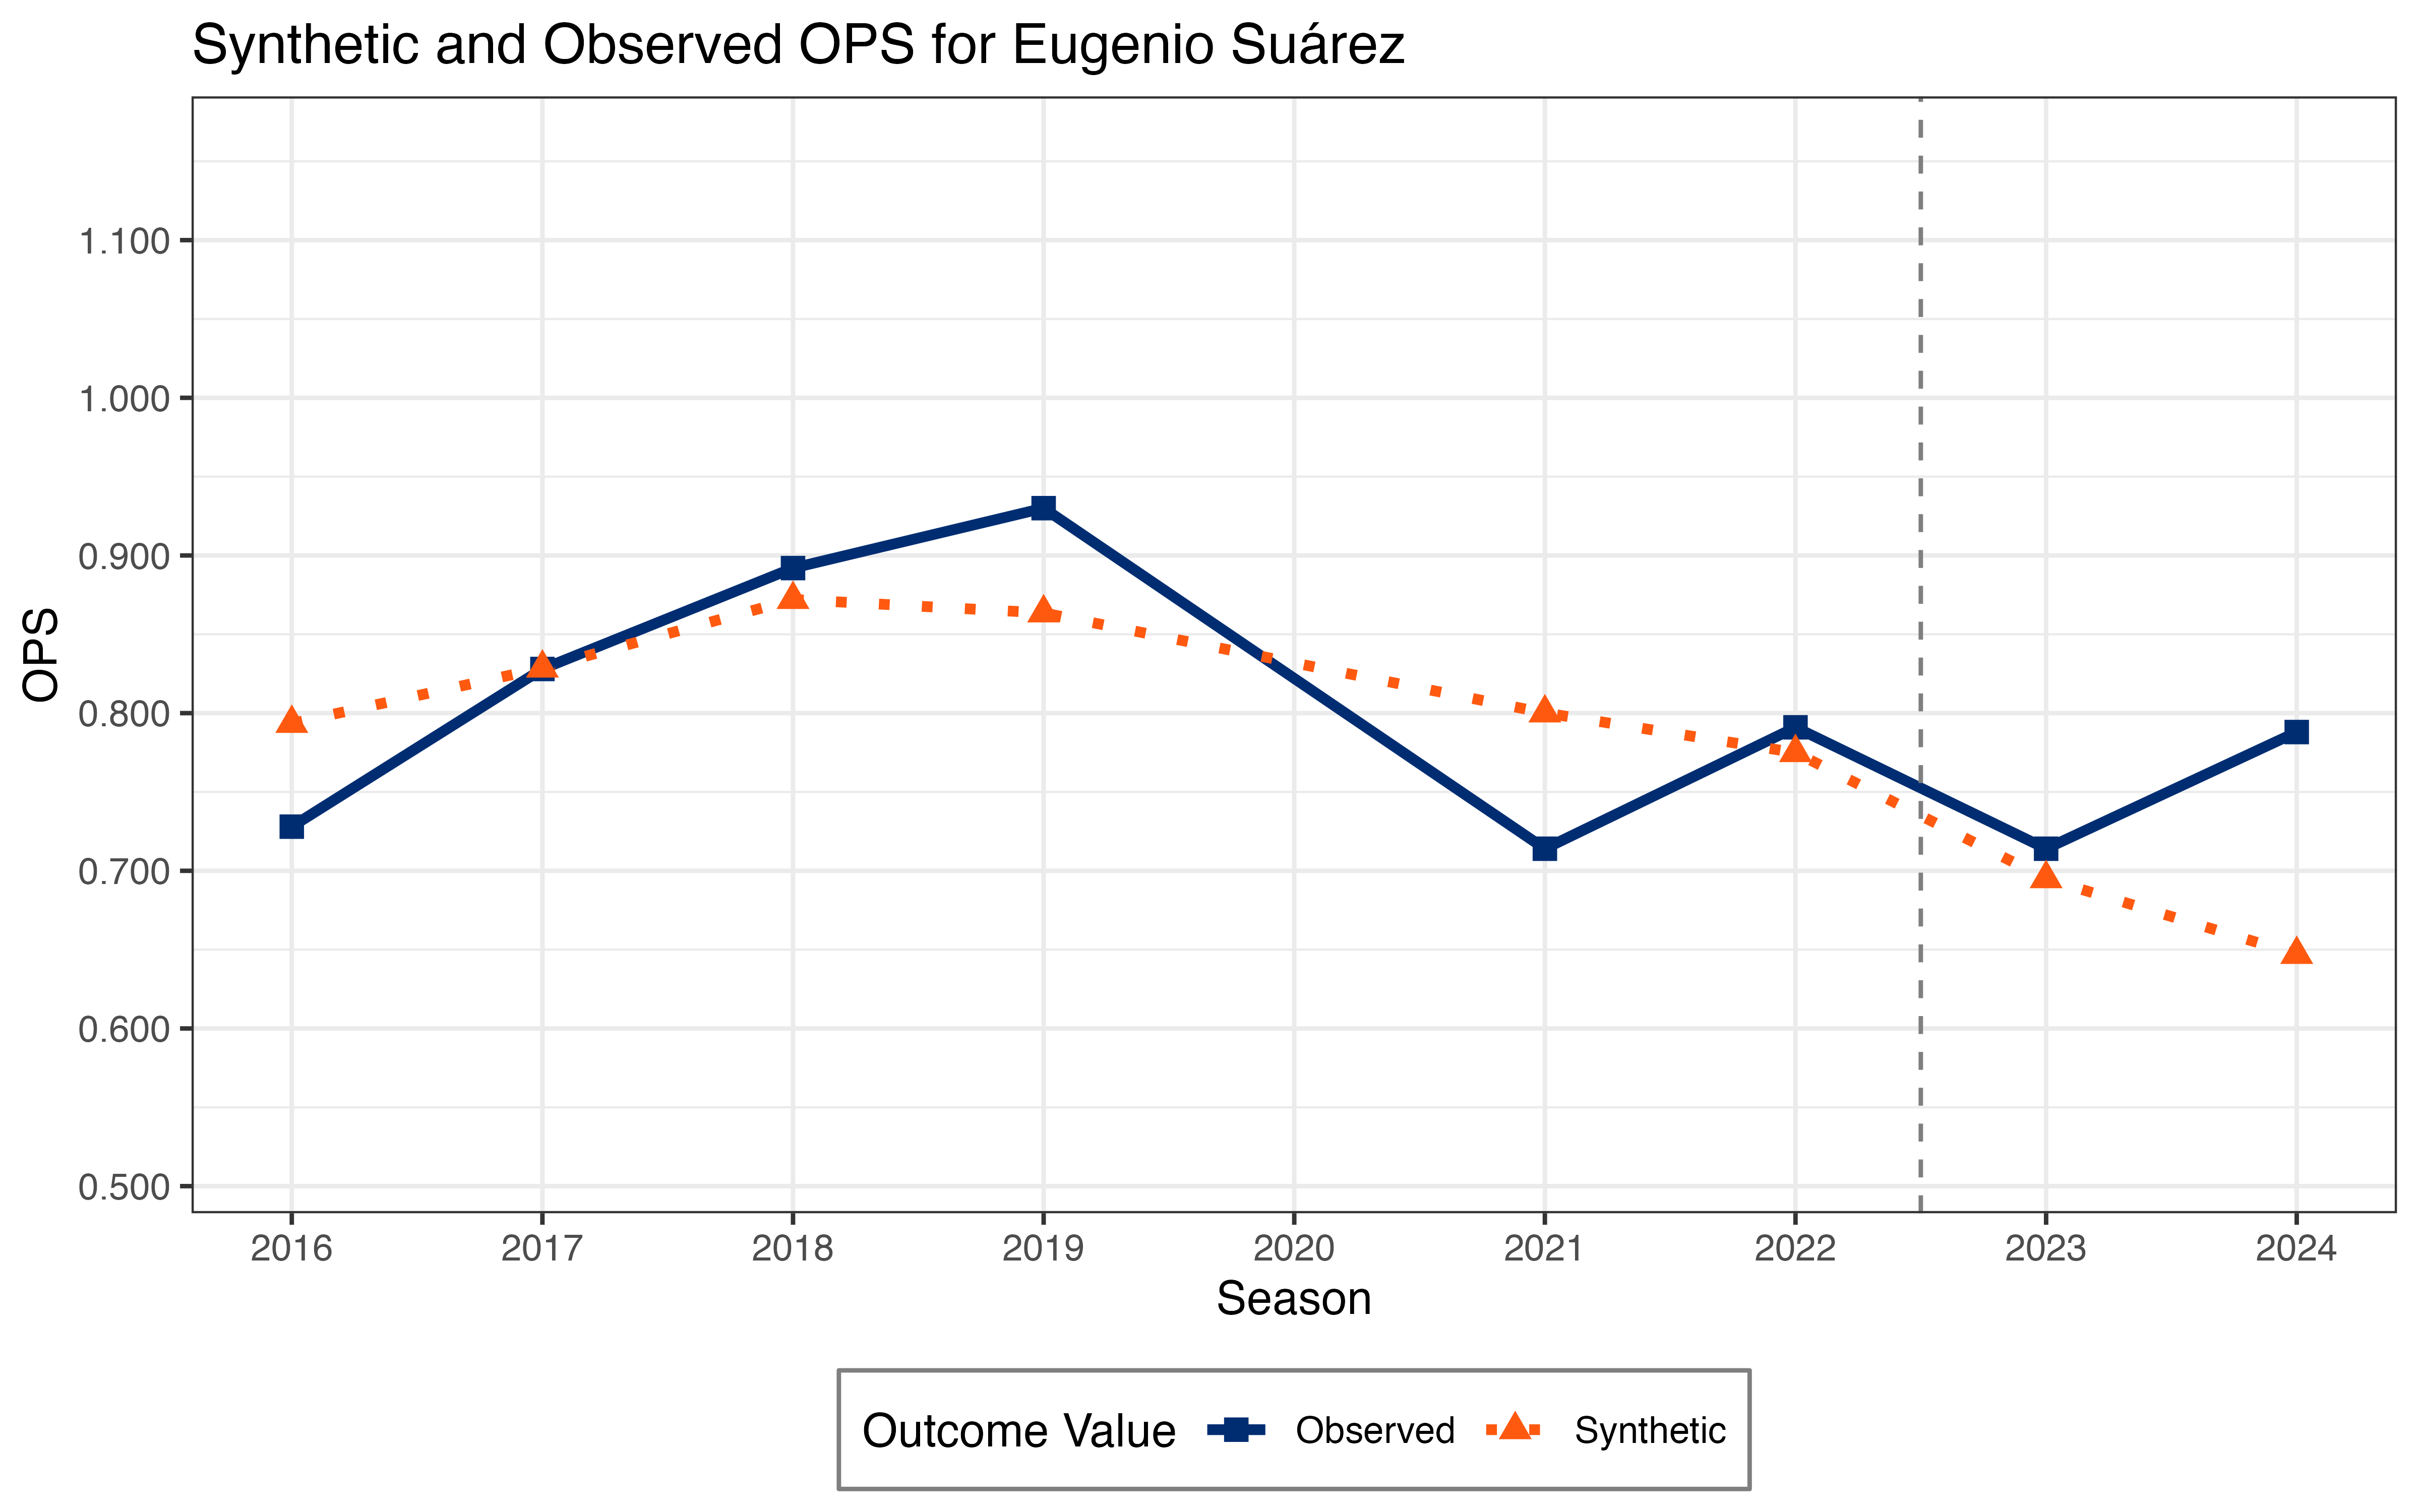 Synthetic and Observed OPS for Eugenio Suárez
OPS
1.100
1.000
0.900
0.800
0.700
0.600
0.500
2016 2017 2018 2019 2020 2021 2022 2023 2024
Season
Outcome Value Observed Synthetic